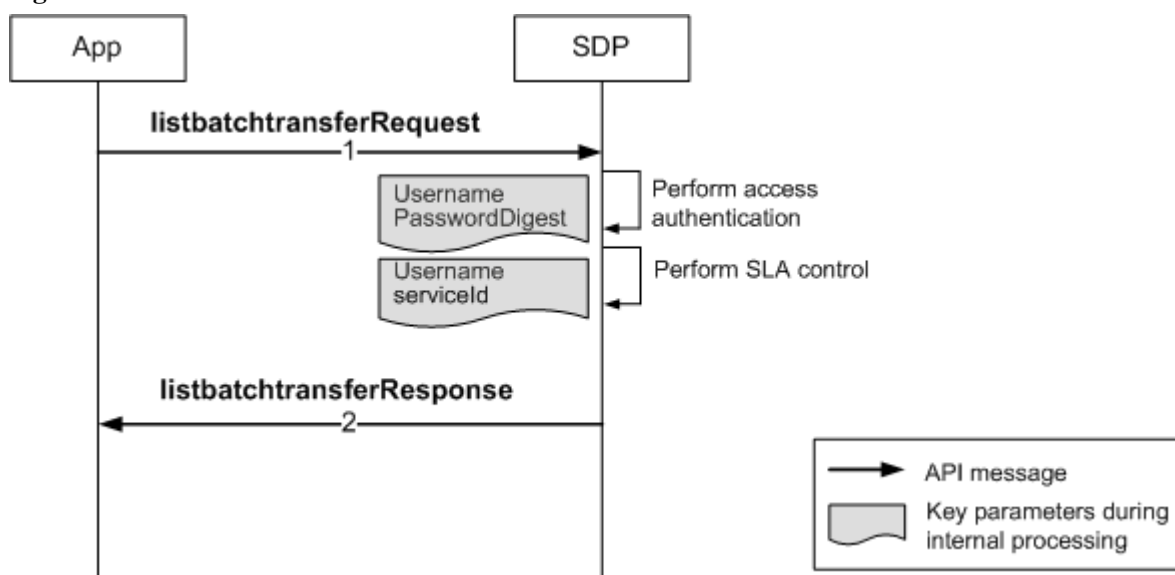 App
SDP
listbatchtransferRequest
1
Username
PasswordDigest
Perform access
authentication
Username
serviceId
Perform SLA control
listbatchtransferResponse
2
API message
Key parameters during
internal processing